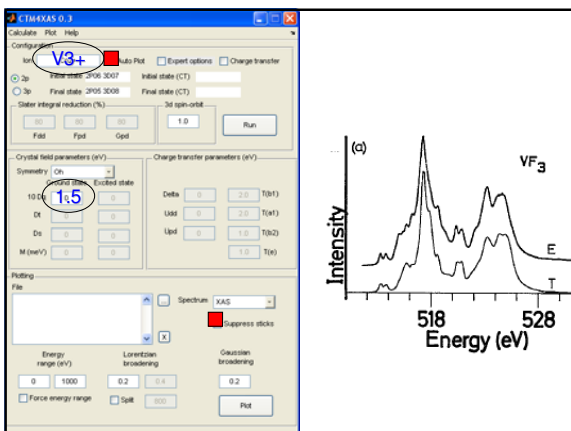 CTM4XAS 0.3
Calculate Plot Help
Configuration
Ion V3+ Auto Plot Expert options Charge transfer
2p Initial state 2P06 3D07 Initial state (CT)
3p Final state 2P05 3D08 Final state (CT)
Slater integral reduction (%) 3d spin-orbit
80 80 80 1.0 Run
Fdd Fpd Gpd
Crystal field parameters (eV) Charge transfer parameters (eV)
Symmetry Oh
Ground state Excited state
10 Dq 1.5 0 Delta 0 2.0 T(b1)
Dt 0 0 Udd 0 2.0 T(a1)
Ds 0 0 Upd 0 1.0 T(b2)
M (meV) 0 0 1.0 T(e)
Plotting
File
... Spectrum XAS
Suppress sticks
X
Energy Lorentzian Gaussian
range (eV) broadening broadening
0 1000 0.2 0.4 0.2
Force energy range Split 600 Plot
(a) VF3
Intensity
E
T
518 528
Energy (eV)